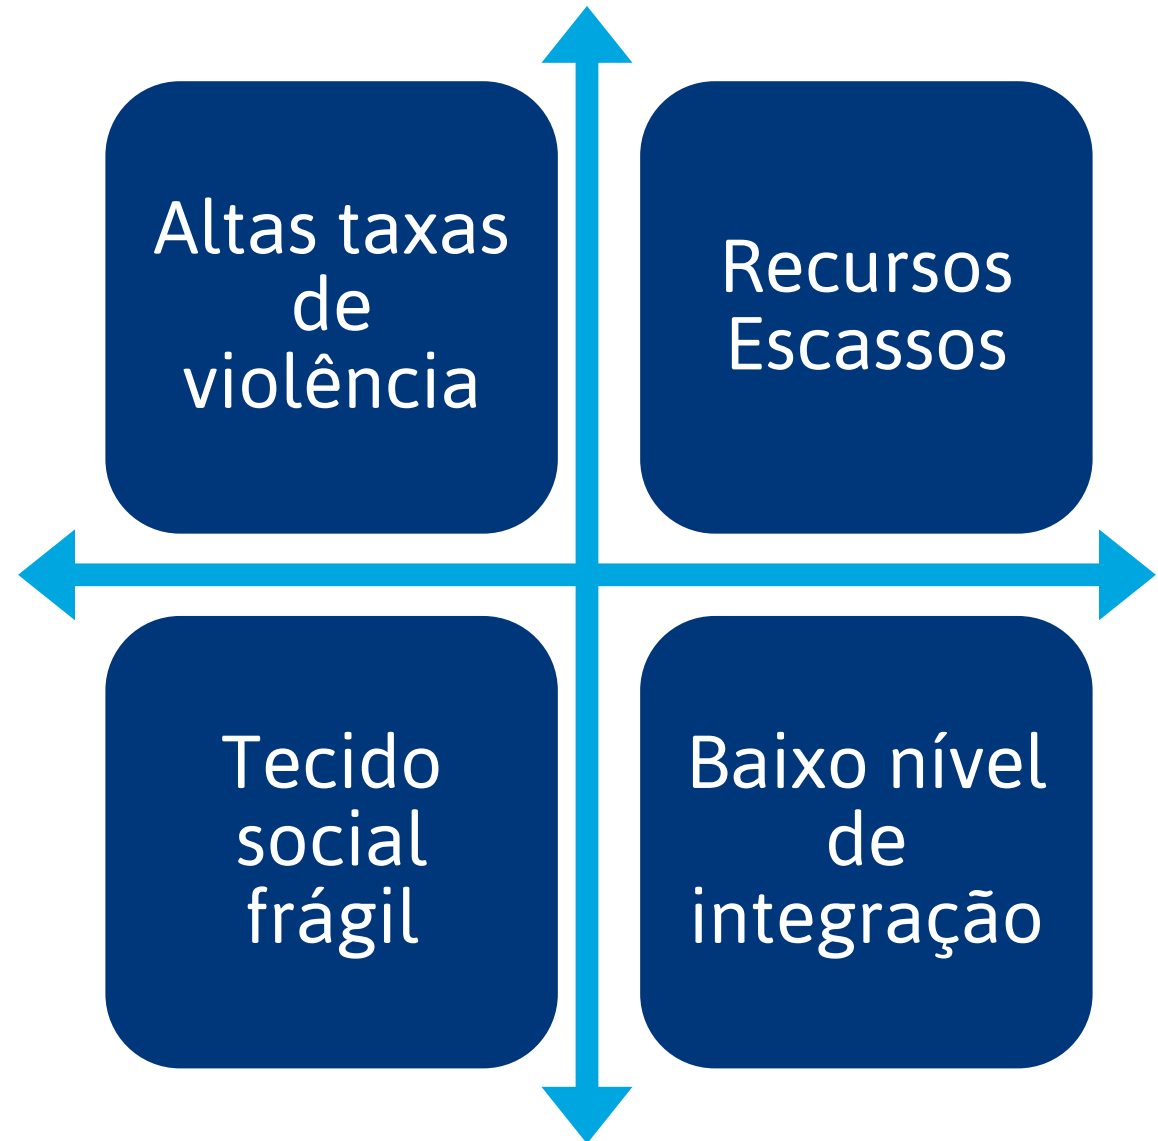 Altas taxas
de
violência
Recursos
Escassos
Tecido
social
frágil
Baixo nível
de
integração